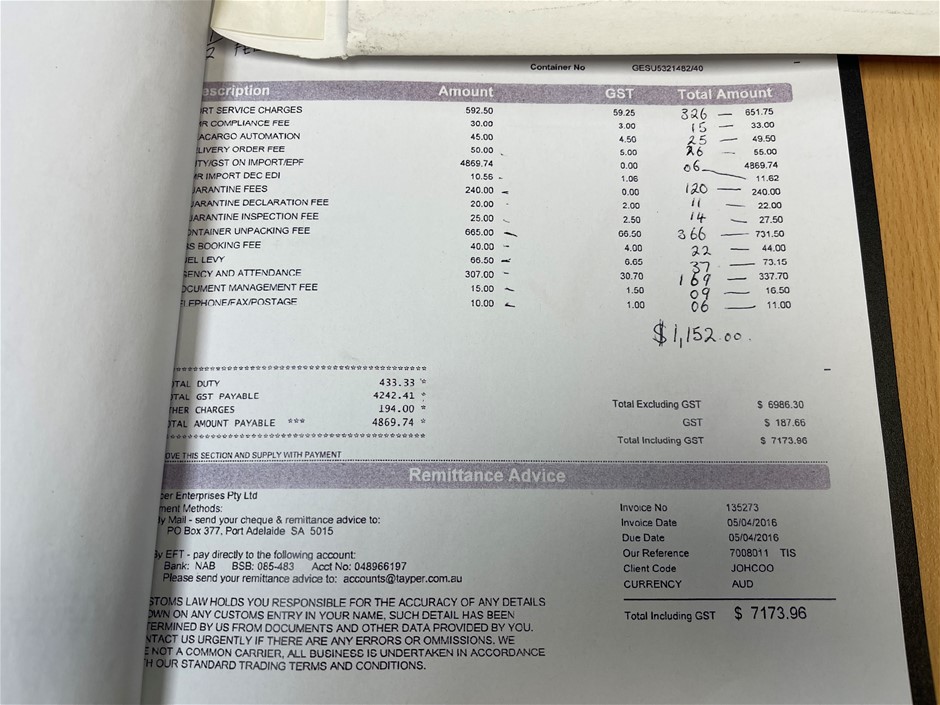 2
Container No GESU5321482/40
escription Amount GST Total Amount
RT SERVICE CHARGES 592.50 59.25 326 — 651.75
R COMPLIANCE FEE 30.00 3.00 15 — 33.00
ACARGO AUTOMATION 45.00 4.50 25 — 49.50
LIVERY ORDER FEE 50.00 5.00 26 — 55.00
TY/GST ON IMPORT/EPF 4869.74 0.00 4869.74
R IMPORT DEC EDI 10.56 1.06 06 — 11.62
ARANTINE FEES 240.00 0.00 120 — 240.00
ARANTINE DECLARATION FEE 20.00 2.00 11 — 22.00
ARANTINE INSPECTION FEE 25.00 2.50 14 — 27.50
ONTAINER UNPACKING FEE 665.00 66.50 366 — 731.50
S BOOKING FEE 40.00 4.00 22 — 44.00
EL LEVY 66.50 6.65 37 — 73.15
ENCY AND ATTENDANCE 307.00 30.70 169 — 337.70
OCUMENT MANAGEMENT FEE 15.00 1.50 09 — 16.50
LEPHONE/FAX/POSTAGE 10.00 1.00 06 — 11.00
$1,152.00.
TAL DUTY 433.33 *
TAL GST PAYABLE 4242.41 *
HER CHARGES 194.00 *
TAL AMOUNT PAYABLE *** 4869.74 *
Total Excluding GST $ 6986.30
GST $ 187.66
Total Including GST $ 7173.96
OVE THIS SECTION AND SUPPLY WITH PAYMENT
Remittance Advice
er Enterprises Pty Ltd
ment Methods:
y Mail - send your cheque & remittance advice to:
PO Box 377, Port Adelaide SA 5015
y EFT - pay directly to the following account:
Bank: NAB BSB: 085-483 Acct No: 048966197
Please send your remittance advice to: accounts@tayper.com.au
Invoice No 135273
Invoice Date 05/04/2016
Due Date 05/04/2016
Our Reference 7008011 TIS
Client Code JOHCOO
CURRENCY AUD
Total Including GST $ 7173.96
STOMS LAW HOLDS YOU RESPONSIBLE FOR THE ACCURACY OF ANY DETAILS
OWN ON ANY CUSTOMS ENTRY IN YOUR NAME, SUCH DETAIL HAS BEEN
TERMINED BY US FROM DOCUMENTS AND OTHER DATA PROVIDED BY YOU.
NTACT US URGENTLY IF THERE ARE ANY ERRORS OR OMMISSIONS. WE
E NOT A COMMON CARRIER, ALL BUSINESS IS UNDERTAKEN IN ACCORDANCE
H OUR STANDARD TRADING TERMS AND CONDITIONS.